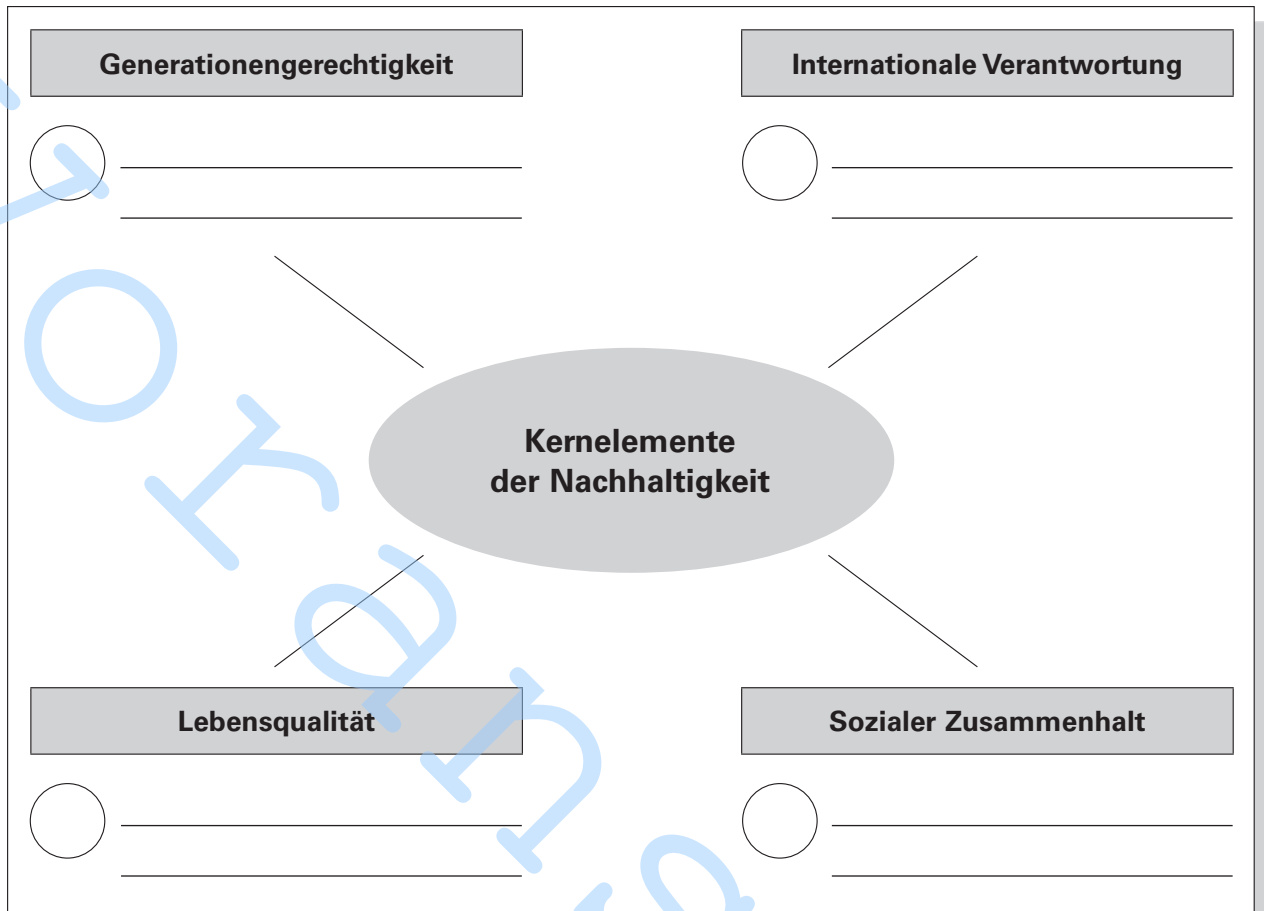 Generationengerechtigkeit
Internationale Verantwortung
Kernelemente
der Nachhaltigkeit
Lebensqualität
Sozialer Zusammenhalt